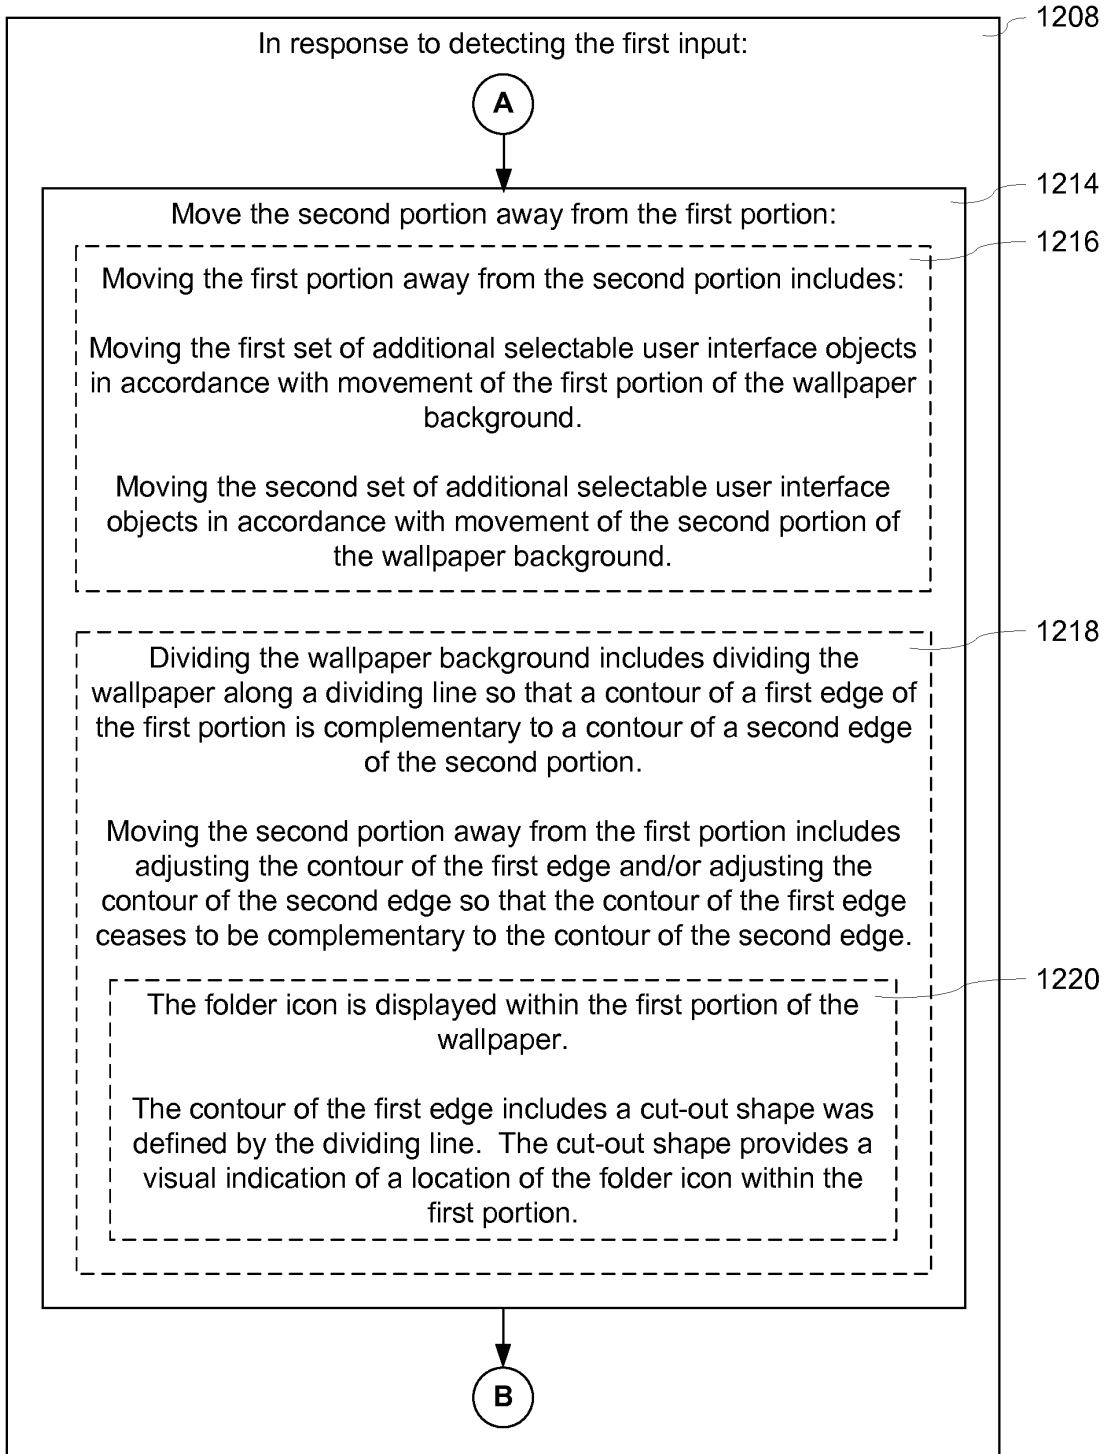 1208
In response to detecting the first input:
A
1214
Move the second portion away from the first portion:
1216
Moving the first portion away from the second portion includes:
Moving the first set of additional selectable user interface objects
in accordance with movement of the first portion of the wallpaper
background.
Moving the second set of additional selectable user interface
objects in accordance with movement of the second portion of
the wallpaper background.
1218
Dividing the wallpaper background includes dividing the
wallpaper along a dividing line so that a contour of a first edge of
the first portion is complementary to a contour of a second edge
of the second portion.
Moving the second portion away from the first portion includes
adjusting the contour of the first edge and/or adjusting the
contour of the second edge so that the contour of the first edge
ceases to be complementary to the contour of the second edge.
1220
The folder icon is displayed within the first portion of the
wallpaper.
The contour of the first edge includes a cut-out shape was
defined by the dividing line.  The cut-out shape provides a
visual indication of a location of the folder icon within the
first portion.
B